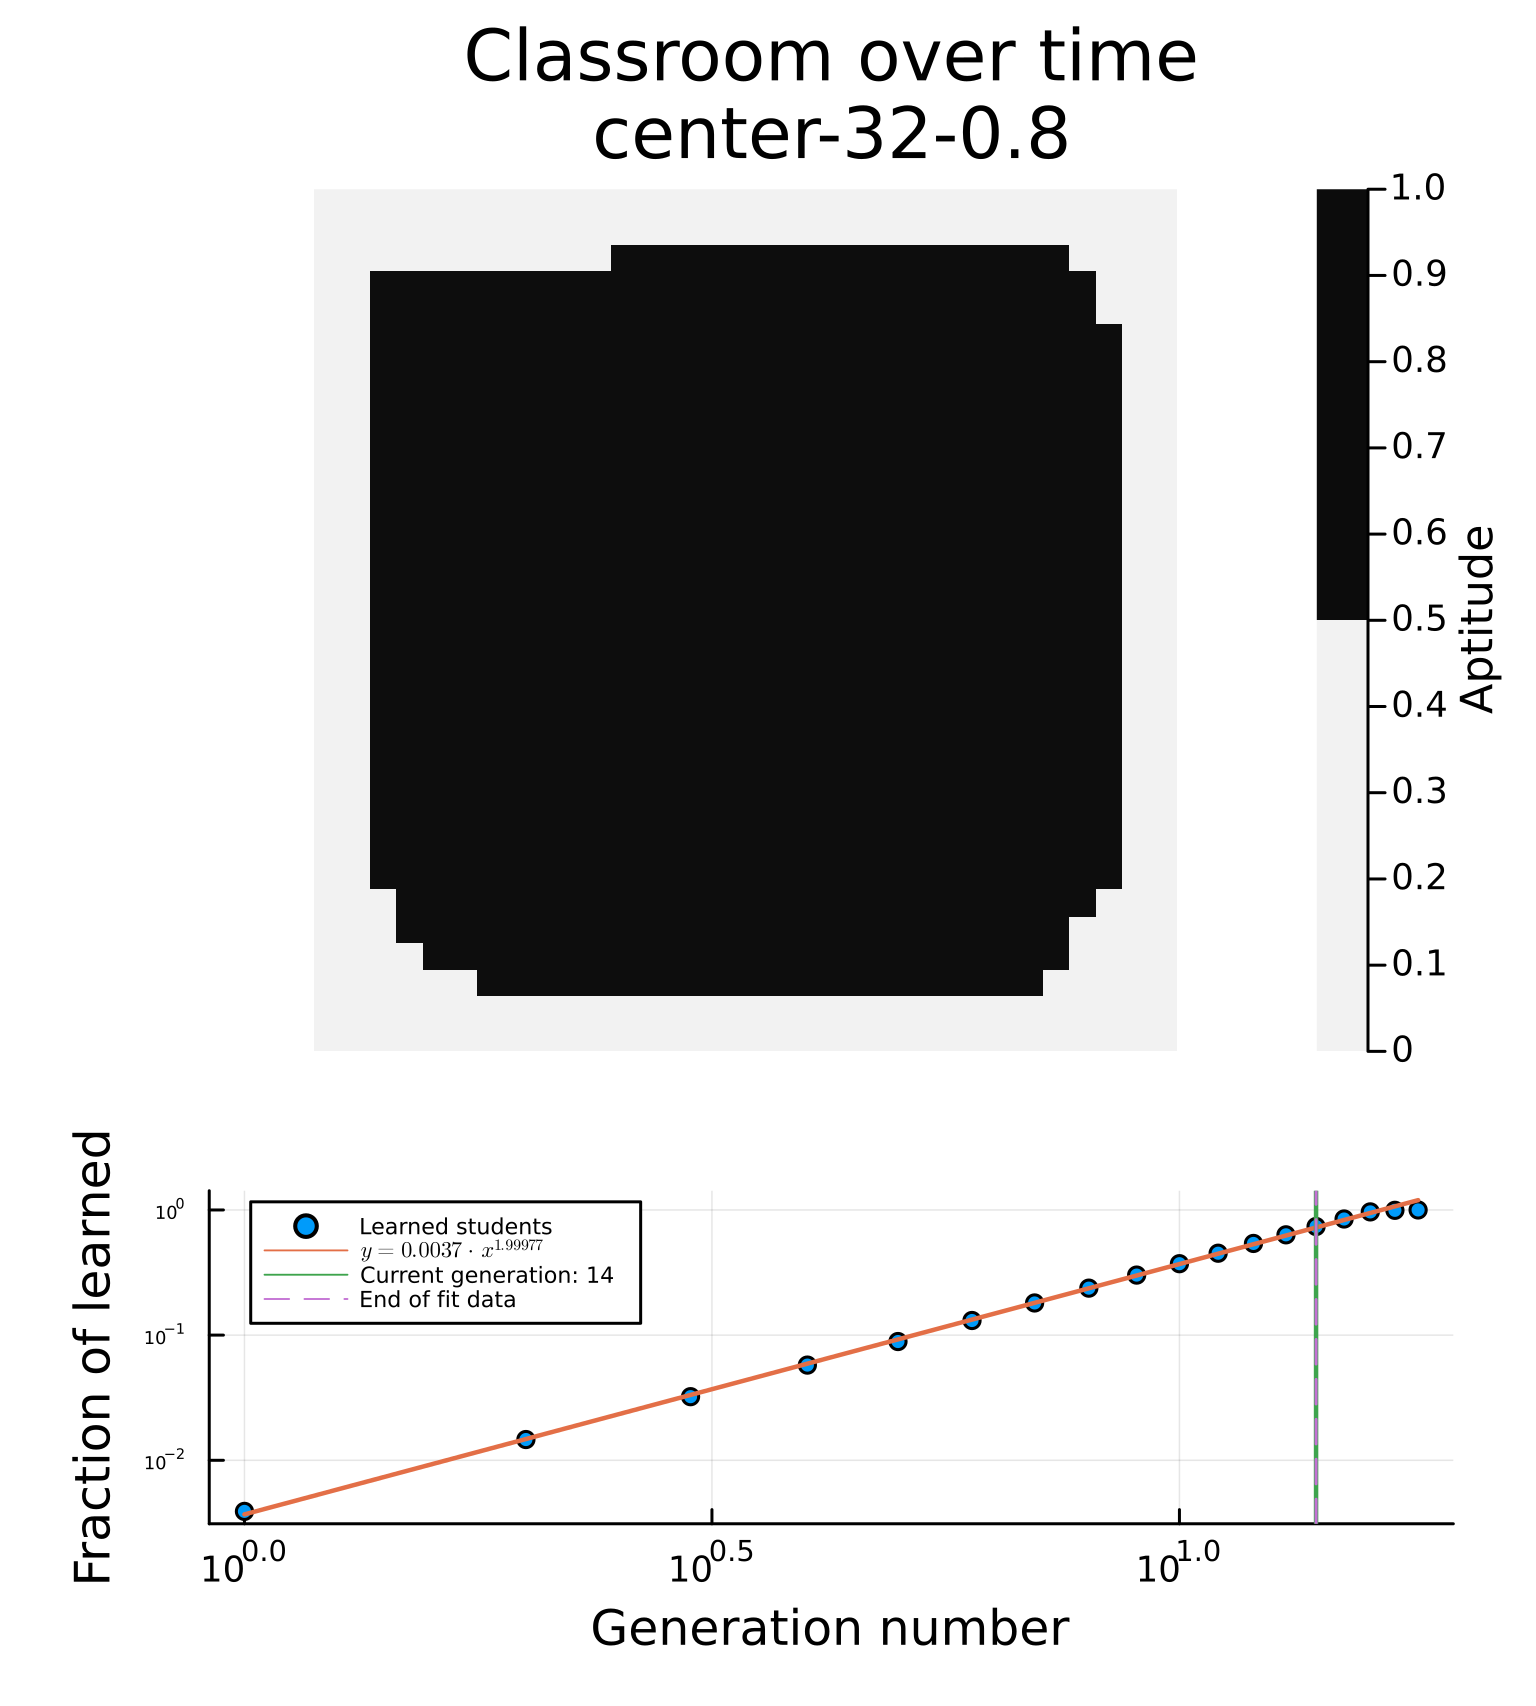 Classroom over time
center-32-0.8
1.0
0.9
0.8
0.7
0.6
0.5
0.4
0.3
0.2
0.1
0
Aptitude
Fraction of learned
10⁰
10⁻¹
10⁻²
Learned students
y = 0.0037 · x^1.99977
Current generation: 14
End of fit data
10^0.0
10^0.5
10^1.0
Generation number